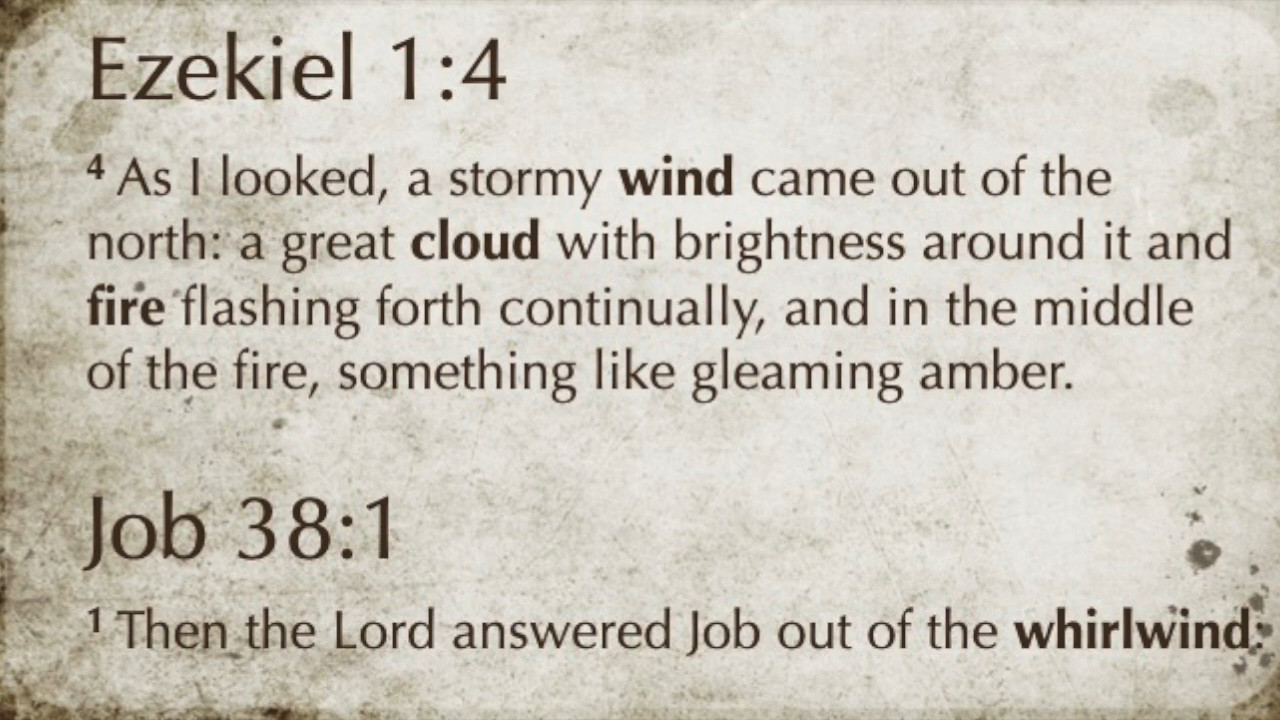 Ezekiel 1:4
⁴ As I looked, a stormy wind came out of the
north: a great cloud with brightness around it and
fire flashing forth continually, and in the middle
of the fire, something like gleaming amber.
Job 38:1
¹ Then the Lord answered Job out of the whirlwind: